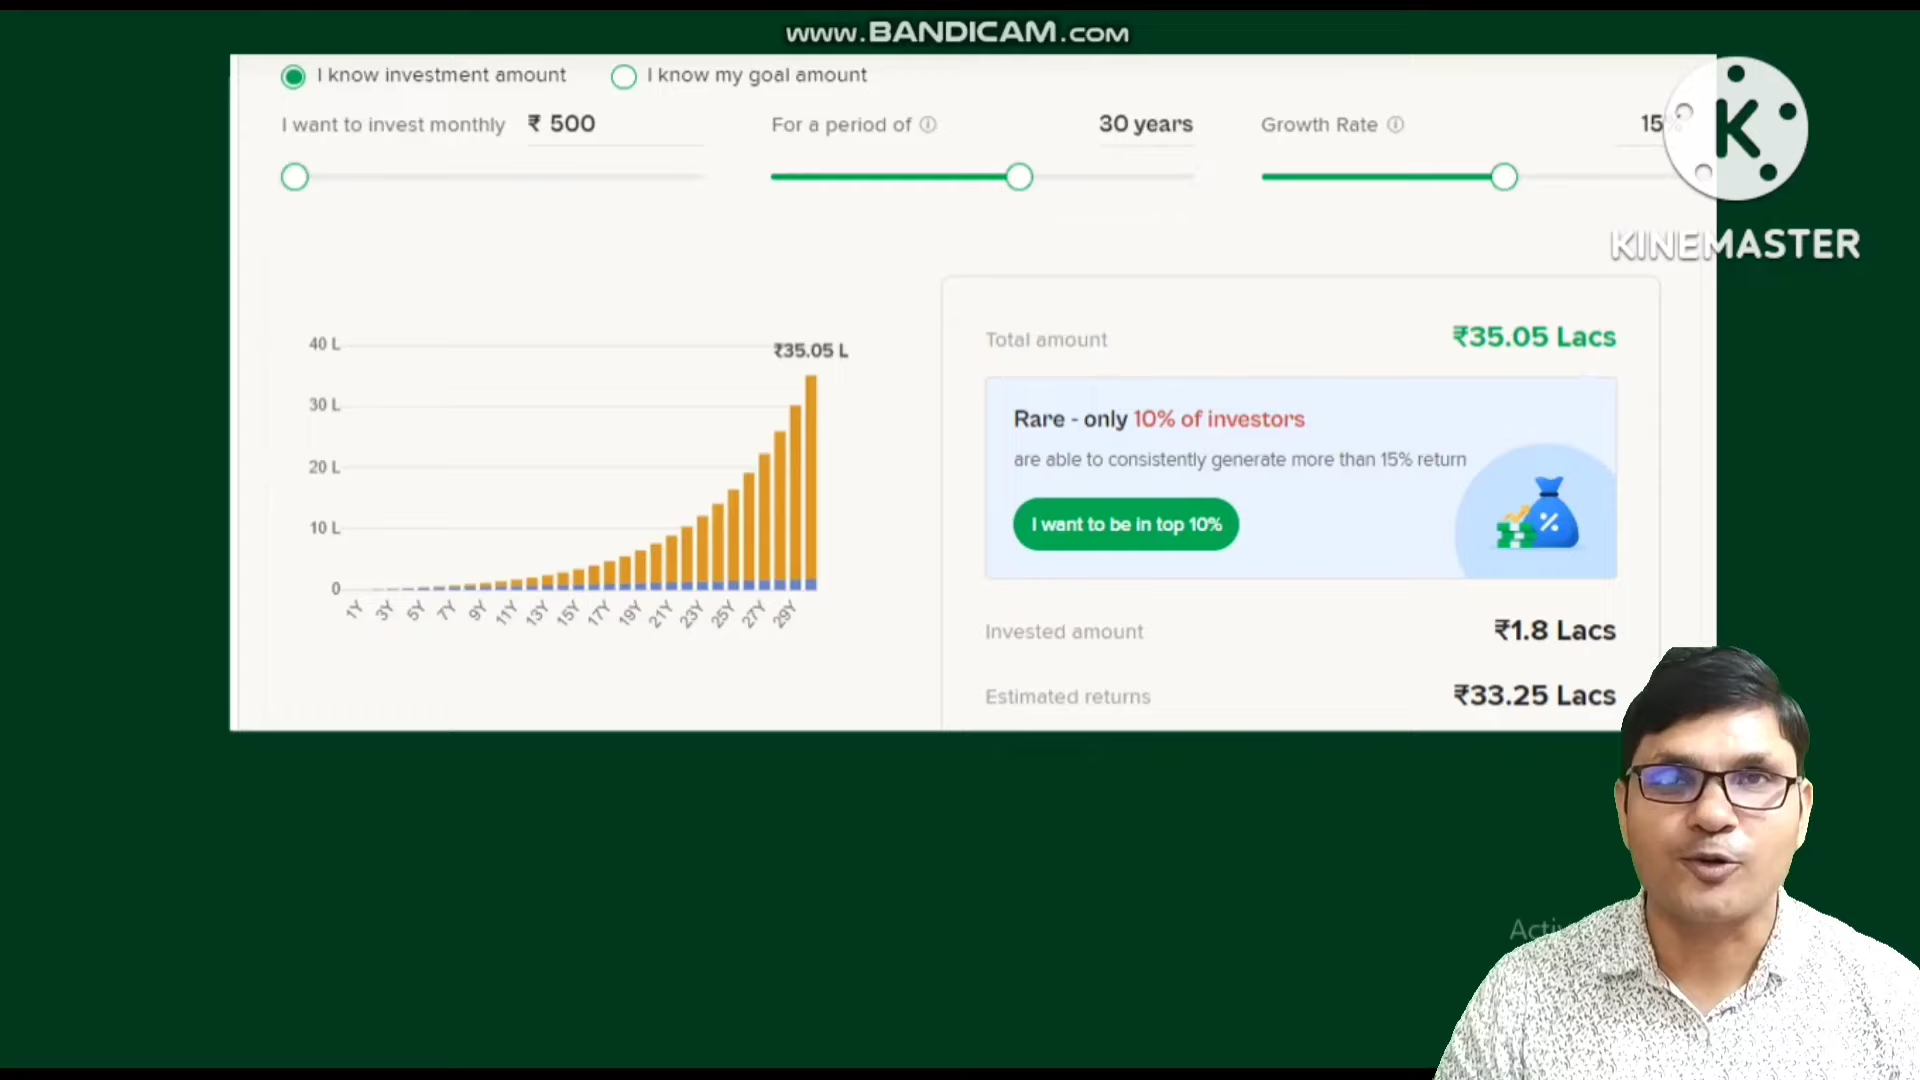 www.BANDICAM.com
I know investment amount
I know my goal amount
I want to invest monthly ₹ 500
For a period of 30 years
Growth Rate 15
K
KINEMASTER
40 L
30 L
20 L
10 L
0
₹35.05 L
1Y 3Y 5Y 7Y 9Y 11Y 13Y 15Y 17Y 19Y 21Y 23Y 25Y 27Y 29Y
Total amount ₹35.05 Lacs
Rare - only 10% of investors
are able to consistently generate more than 15% return
I want to be in top 10%
%
Invested amount ₹1.8 Lacs
Estimated returns ₹33.25 Lacs